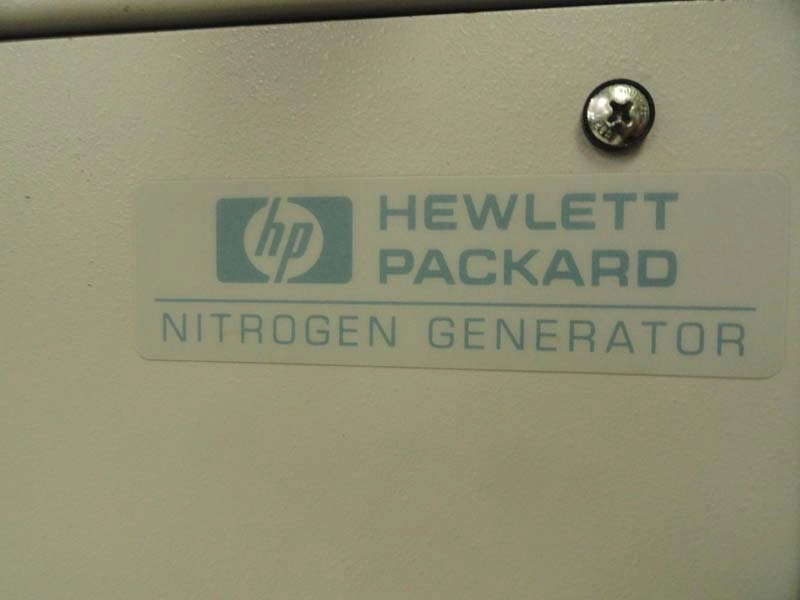 hp HEWLETT
PACKARD
NITROGEN GENERATOR